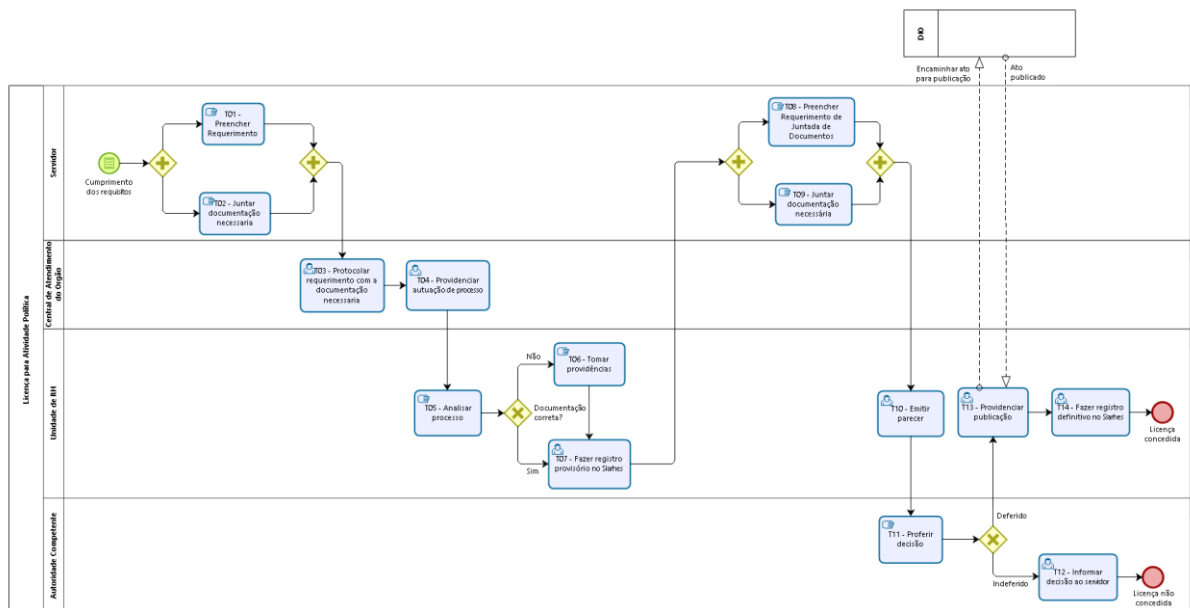 DIO
Encaminhar ato
para publicação
Ato
publicado
Licença para Atividade Política
Servidor
Cumprimento
dos requisitos
T01 -
Preencher
Requerimento
T02 - Juntar
documentação
necessaria
T08 - Preencher
Requerimento de
Juntada de
Documentos
T09 - Juntar
documentação
necessária
Central de Atendimento
do Orgão
T03 - Protocolar
requerimento com a
documentação
necessaria
T04 - Providenciar
autuação de processo
Unidade de RH
T05 - Analisar
processo
Documentação
correta?
Não
Sim
T06 - Tomar
providências
T07 - Fazer registro
provisório no Siarhes
T10 - Emitir
parecer
T13 - Providenciar
publicação
T14 - Fazer registro
definitivo no Siarhes
Licença
concedida
Autoridade Competente
T11 - Proferir
decisão
Deferido
Indeferido
T12 - Informar
decisão ao servidor
Licença não
concedida